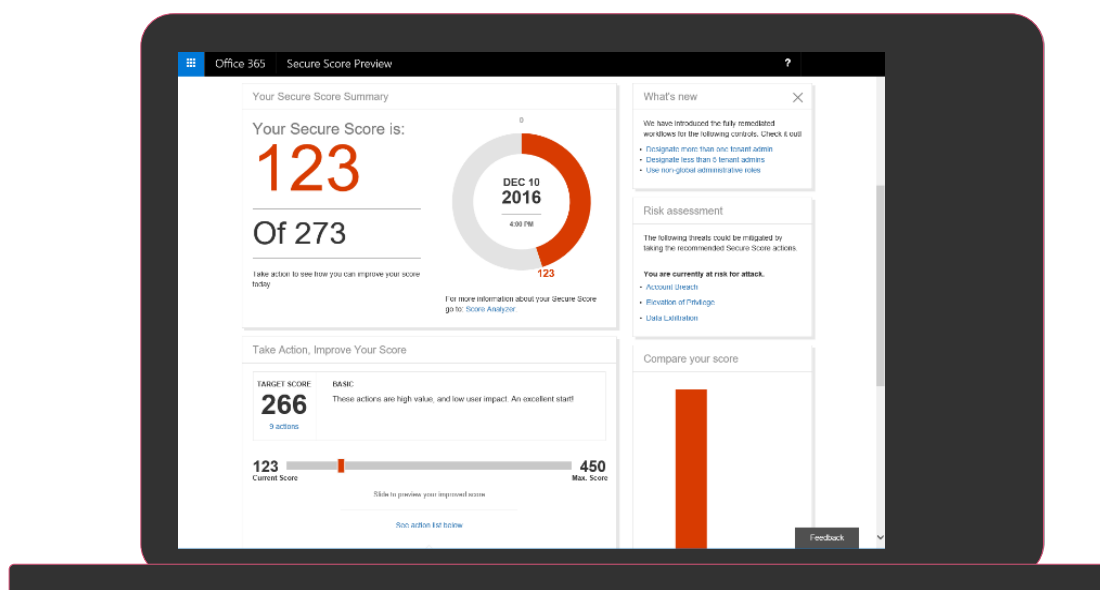 Office 365 Secure Score Preview ?
Your Secure Score Summary
Your Secure Score is:
123
Of 273
Take action to see how you can improve your score
today
0
DEC 10
2016
4:00 PM
123
For more information about your Secure Score
go to: Score Analyzer.
What's new
We have introduced the fully remediated
workflows for the following controls. Check it out!
• Designate more than one tenant admin
• Designate less than 5 tenant admins
• Use non-global administrative roles
Risk assessment
The following threats could be mitigated by
taking the recommended Secure Score actions.
You are currently at risk for attack.
• Account Breach
• Elevation of Privilege
• Data Exfiltration
Take Action, Improve Your Score
TARGET SCORE
266
9 actions
BASIC
These actions are high value, and low user impact. An excellent start!
123
Current Score
450
Max. Score
Slide to preview your improved score
See action list below
Compare your score
Feedback